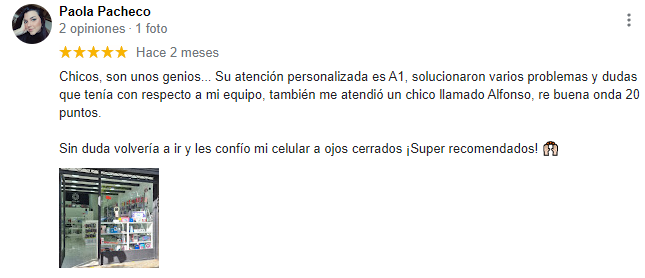 Paola Pacheco
2 opiniones · 1 foto
Hace 2 meses
Chicos, son unos genios... Su atención personalizada es A1, solucionaron varios problemas y dudas
que tenía con respecto a mi equipo, también me atendió un chico llamado Alfonso, re buena onda 20
puntos.
Sin duda volvería a ir y les confío mi celular a ojos cerrados ¡Super recomendados! 🙌